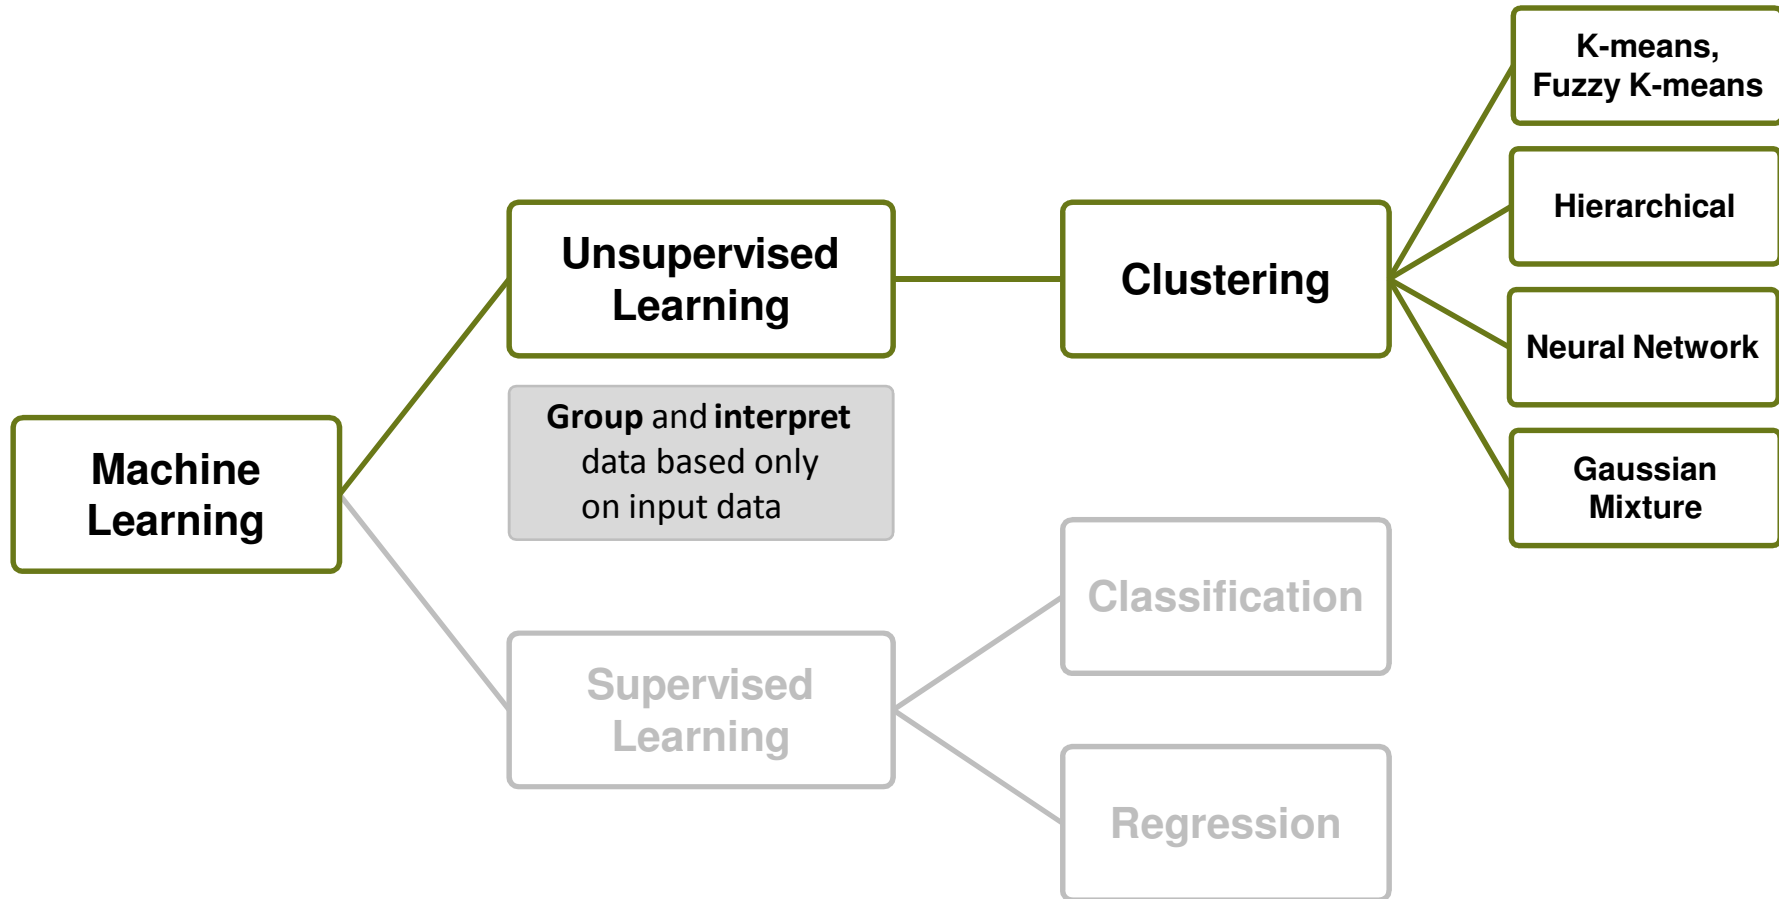 Machine
Learning
Unsupervised
Learning
Group and interpret
data based only
on input data
Supervised
Learning
Clustering
Classification
Regression
K-means,
Fuzzy K-means
Hierarchical
Neural Network
Gaussian
Mixture